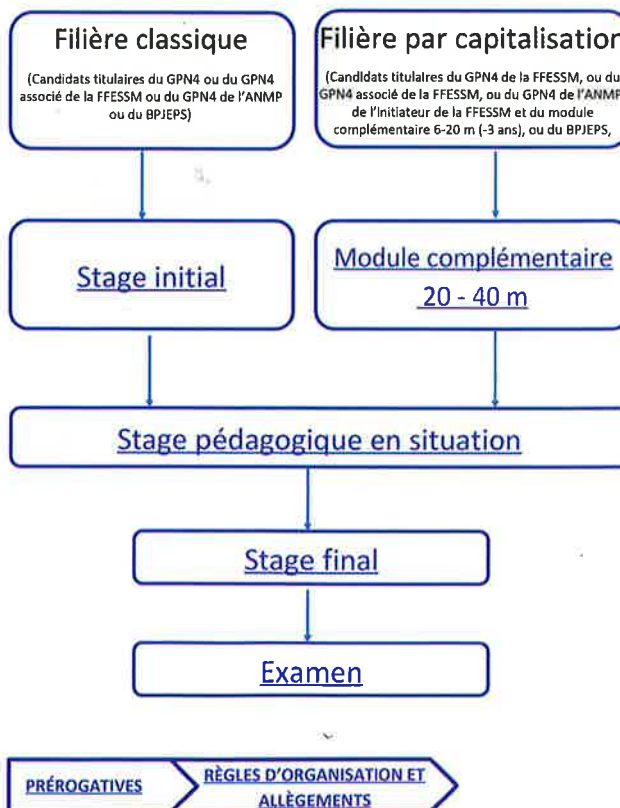 Filière classique
(Candidats titulaires du GPN4 ou du GPN4
associé de la FFESSM ou du GPN4 de l'ANMP
ou du BPJEPS)
Filière par capitalisation
(Candidats titulaires du GPN4 de la FFESSM, ou du
GPN4 associé de la FFESSM, ou du GPN4 de l'ANMP
de l'Initiateur de la FFESSM et du module
complémentaire 6-20 m (-3 ans), ou du BPJEPS,
Stage initial
Module complémentaire
20 - 40 m
Stage pédagogique en situation
Stage final
Examen
PRÉROGATIVES
RÈGLES D'ORGANISATION ET
ALLÈGEMENTS